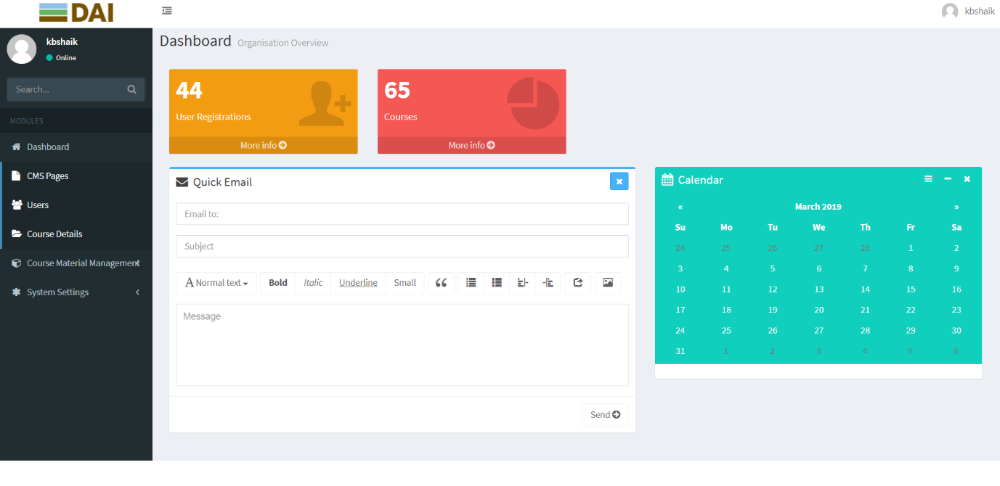 DAI
kbshaik
kbshaik
Online
Search...
MODULES
Dashboard
CMS Pages
Users
Course Details
Course Material Management
System Settings
Dashboard Organisation Overview
44
User Registrations
More info
65
Courses
More info
Quick Email
Email to:
Subject
A Normal text Bold Italic Underline Small
Message
Send
Calendar
« March 2019 »
Su Mo Tu We Th Fr Sa
24 25 26 27 28 1 2
3 4 5 6 7 8 9
10 11 12 13 14 15 16
17 18 19 20 21 22 23
24 25 26 27 28 29 30
31 1 2 3 4 5 6